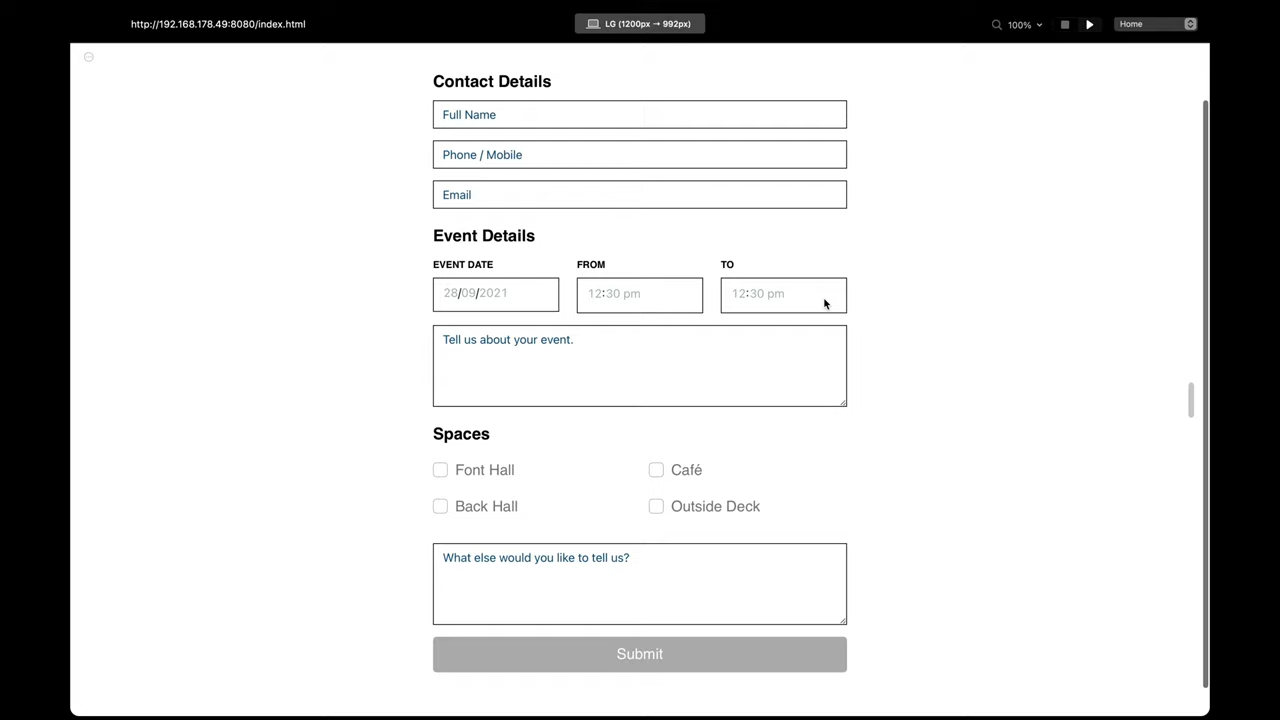 http://192.168.178.49:8080/index.html LG (1200px → 992px) 100% Home
Contact Details
Full Name
Phone / Mobile
Email
Event Details
EVENT DATE FROM TO
28/09/2021 12:30 pm 12:30 pm
Tell us about your event.
Spaces
Font Hall Café
Back Hall Outside Deck
What else would you like to tell us?
Submit